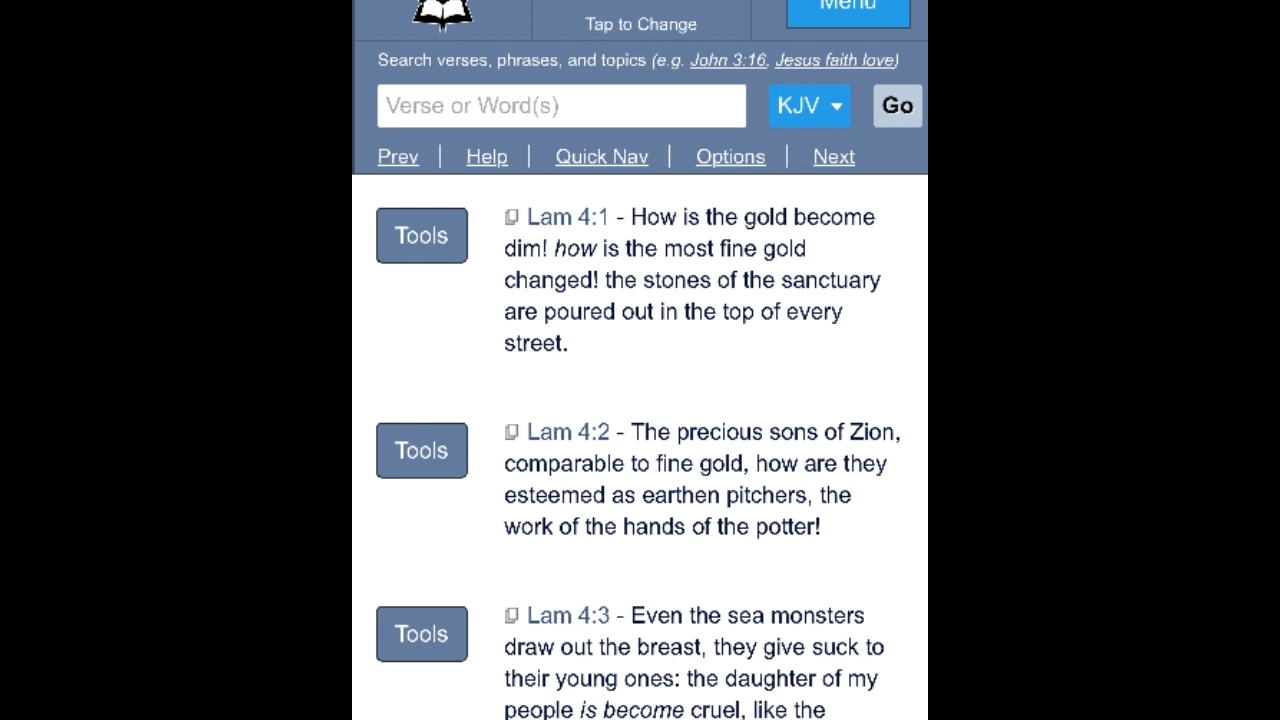 Menu
Tap to Change
Search verses, phrases, and topics (e.g. John 3:16, Jesus faith love)
Verse or Word(s)
KJV
Go
Prev | Help | Quick Nav | Options | Next
Tools
Lam 4:1 - How is the gold become
dim! how is the most fine gold
changed! the stones of the sanctuary
are poured out in the top of every
street.
Tools
Lam 4:2 - The precious sons of Zion,
comparable to fine gold, how are they
esteemed as earthen pitchers, the
work of the hands of the potter!
Tools
Lam 4:3 - Even the sea monsters
draw out the breast, they give suck to
their young ones: the daughter of my
people is become cruel, like the